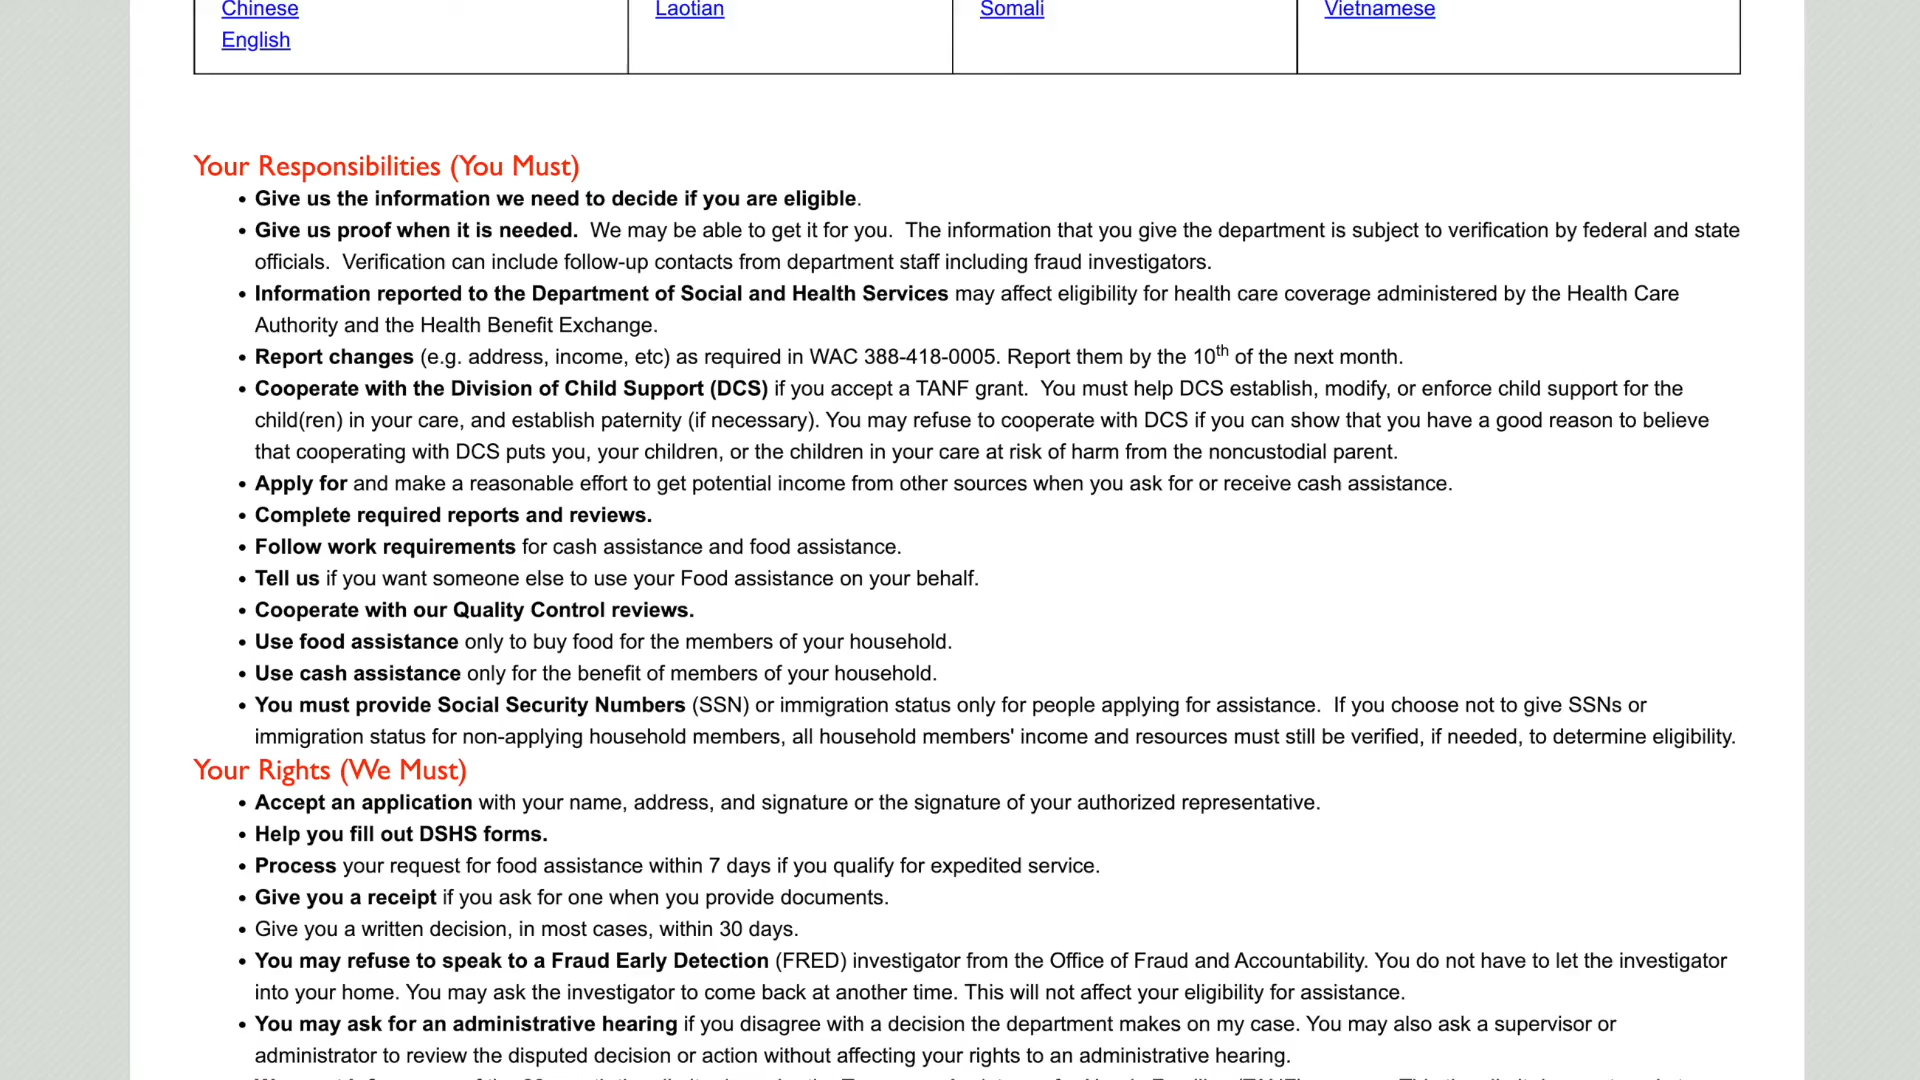 Chinese Laotian Somali Vietnamese
English
Your Responsibilities (You Must)
• Give us the information we need to decide if you are eligible.
• Give us proof when it is needed.  We may be able to get it for you.  The information that you give the department is subject to verification by federal and state
officials.  Verification can include follow-up contacts from department staff including fraud investigators.
• Information reported to the Department of Social and Health Services may affect eligibility for health care coverage administered by the Health Care
Authority and the Health Benefit Exchange.
• Report changes (e.g. address, income, etc) as required in WAC 388-418-0005. Report them by the 10th of the next month.
• Cooperate with the Division of Child Support (DCS) if you accept a TANF grant.  You must help DCS establish, modify, or enforce child support for the
child(ren) in your care, and establish paternity (if necessary). You may refuse to cooperate with DCS if you can show that you have a good reason to believe
that cooperating with DCS puts you, your children, or the children in your care at risk of harm from the noncustodial parent.
• Apply for and make a reasonable effort to get potential income from other sources when you ask for or receive cash assistance.
• Complete required reports and reviews.
• Follow work requirements for cash assistance and food assistance.
• Tell us if you want someone else to use your Food assistance on your behalf.
• Cooperate with our Quality Control reviews.
• Use food assistance only to buy food for the members of your household.
• Use cash assistance only for the benefit of members of your household.
• You must provide Social Security Numbers (SSN) or immigration status only for people applying for assistance.  If you choose not to give SSNs or
immigration status for non-applying household members, all household members' income and resources must still be verified, if needed, to determine eligibility.
Your Rights (We Must)
• Accept an application with your name, address, and signature or the signature of your authorized representative.
• Help you fill out DSHS forms.
• Process your request for food assistance within 7 days if you qualify for expedited service.
• Give you a receipt if you ask for one when you provide documents.
• Give you a written decision, in most cases, within 30 days.
• You may refuse to speak to a Fraud Early Detection (FRED) investigator from the Office of Fraud and Accountability. You do not have to let the investigator
into your home. You may ask the investigator to come back at another time. This will not affect your eligibility for assistance.
• You may ask for an administrative hearing if you disagree with a decision the department makes on my case. You may also ask a supervisor or
administrator to review the disputed decision or action without affecting your rights to an administrative hearing.